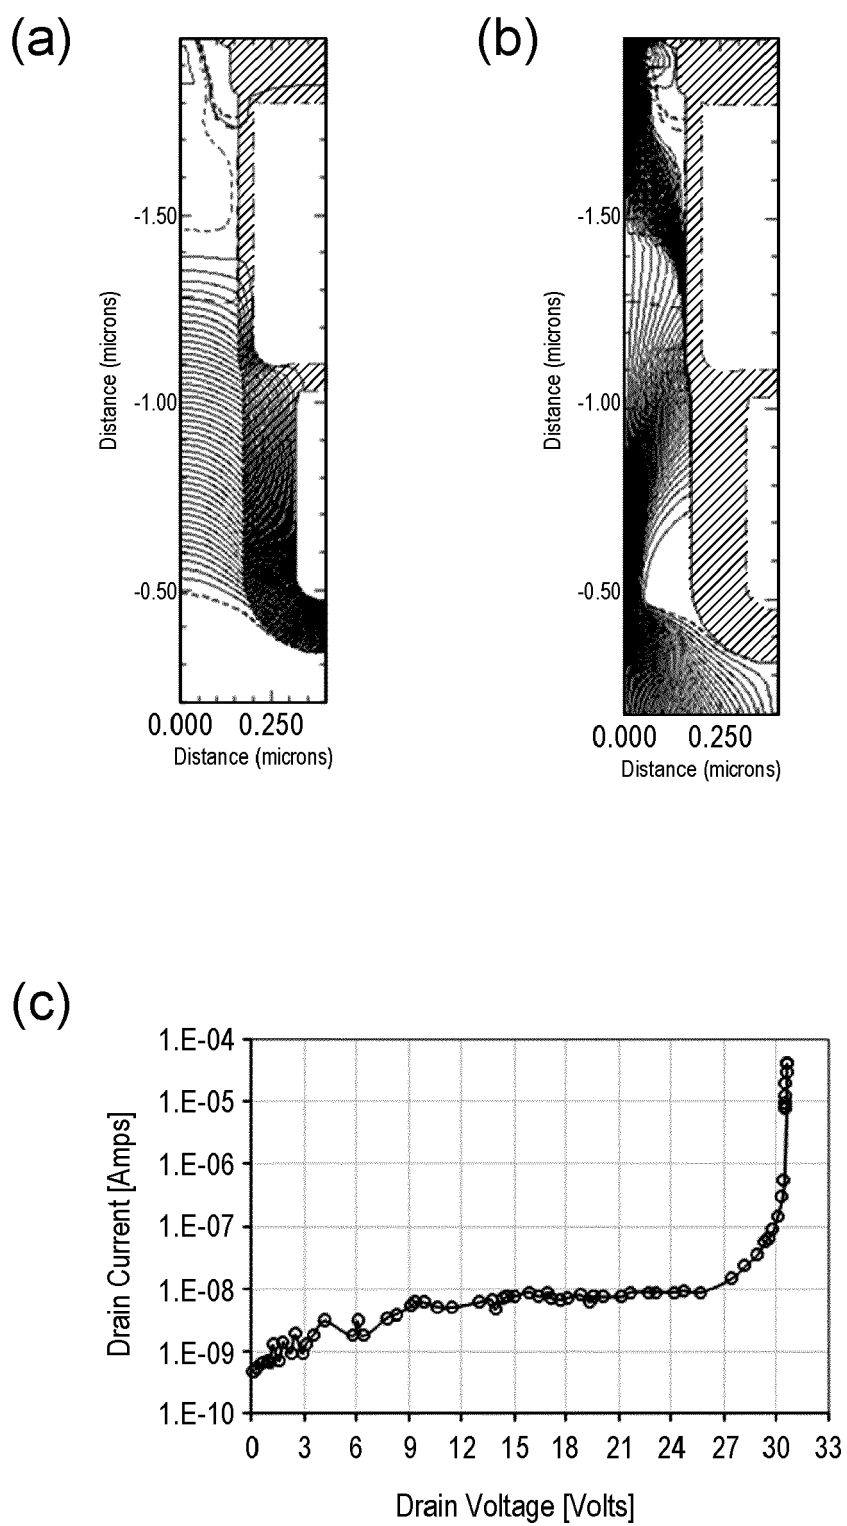 (a)
-1.50
-1.00
-0.50
Distance (microns)
0.000 0.250
Distance (microns)
(b)
-1.50
-1.00
-0.50
Distance (microns)
0.000 0.250
Distance (microns)
(c)
1.E-04
1.E-05
1.E-06
1.E-07
1.E-08
1.E-09
1.E-10
Drain Current [Amps]
0 3 6 9 12 15 18 21 24 27 30 33
Drain Voltage [Volts]